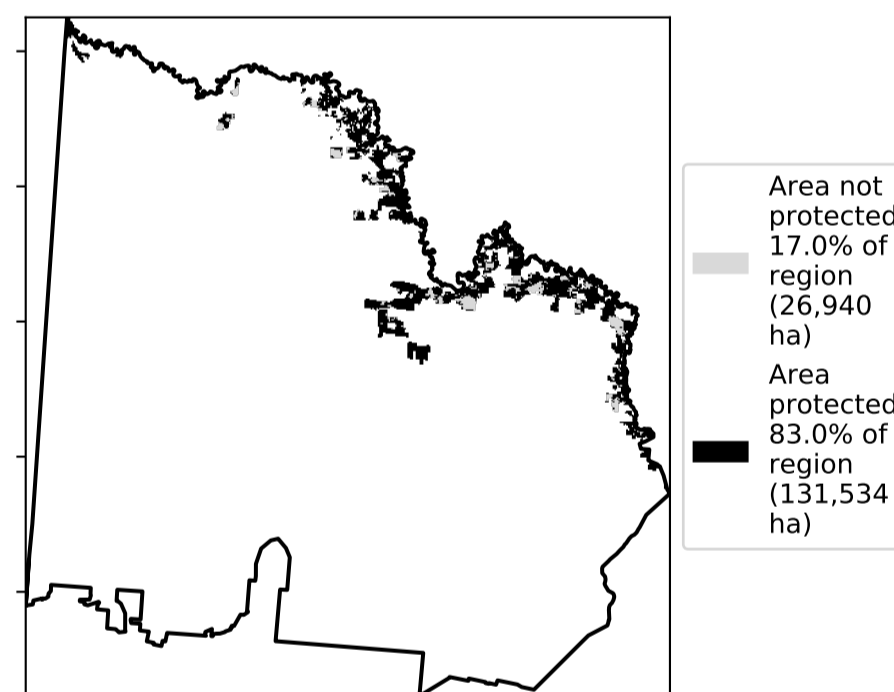 Area not
protected
17.0% of
region
(26,940
ha)
Area
protected
83.0% of
region
(131,534
ha)